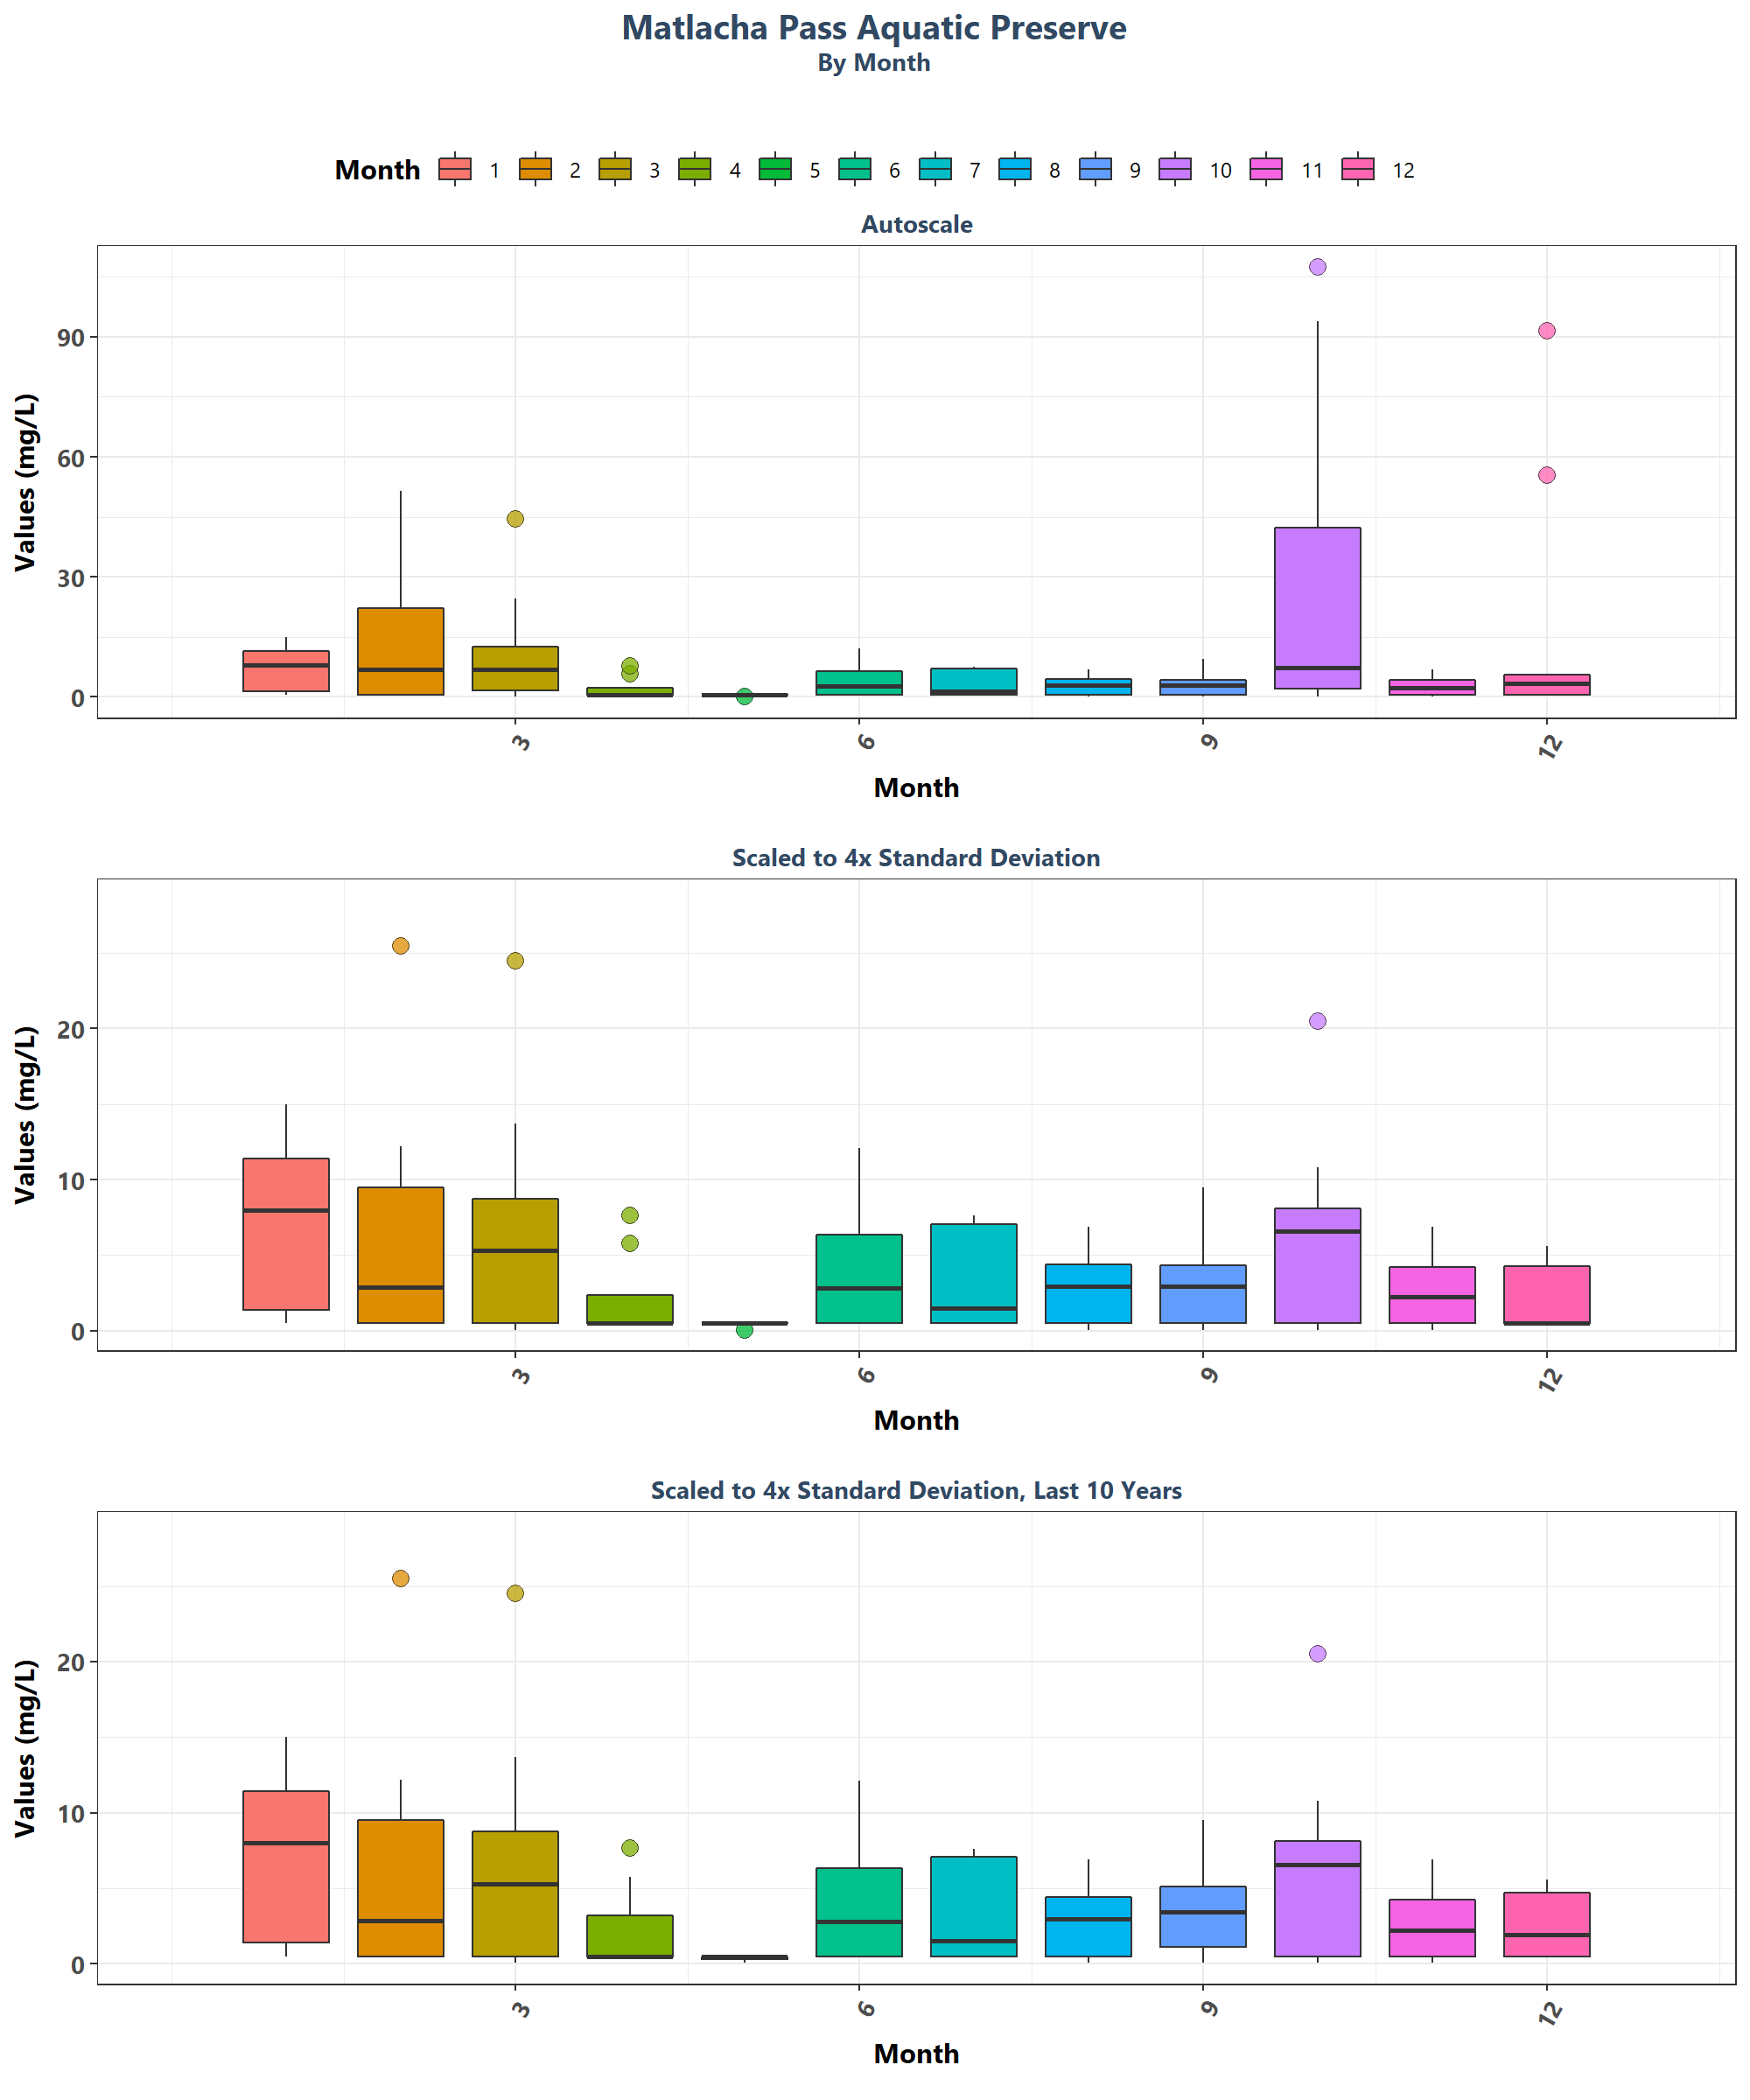 Matlacha Pass Aquatic Preserve
By Month
Month 1 2 3 4 5 6 7 8 9 10 11 12
Autoscale
Values (mg/L)
90
60
30
0
3 6 9 12
Month
Scaled to 4x Standard Deviation
Values (mg/L)
20
10
0
3 6 9 12
Month
Scaled to 4x Standard Deviation, Last 10 Years
Values (mg/L)
20
10
0
3 6 9 12
Month